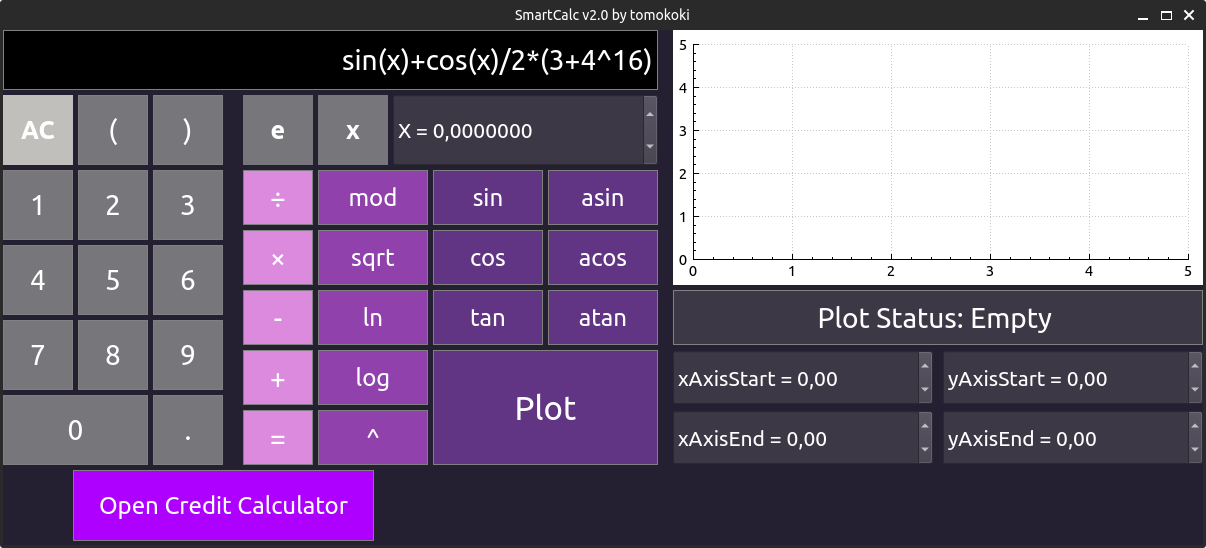 SmartCalc v2.0 by tomokoki
sin(x)+cos(x)/2*(3+4^16)
AC ( ) e x X = 0,0000000
1 2 3 ÷ mod sin asin
4 5 6 × sqrt cos acos
- ln tan atan
7 8 9 + log Plot
0 . = ^
Open Credit Calculator
5
4
3
2
1
0
0 1 2 3 4 5
Plot Status: Empty
xAxisStart = 0,00 yAxisStart = 0,00
xAxisEnd = 0,00 yAxisEnd = 0,00